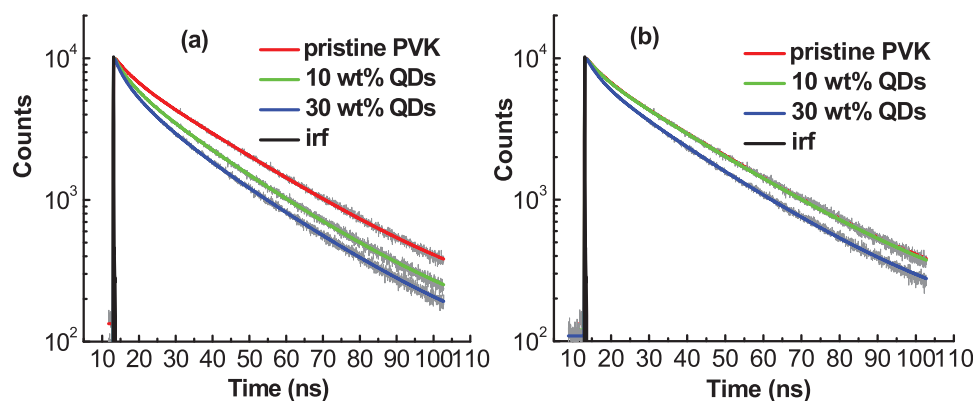 (a)
pristine PVK
10 wt% QDs
30 wt% QDs
irf
10⁴
10³
10²
Counts
10 20 30 40 50 60 70 80 90 100 110
Time (ns)
(b)
pristine PVK
10 wt% QDs
30 wt% QDs
irf
10⁴
10³
10²
Counts
10 20 30 40 50 60 70 80 90 100 110
Time (ns)